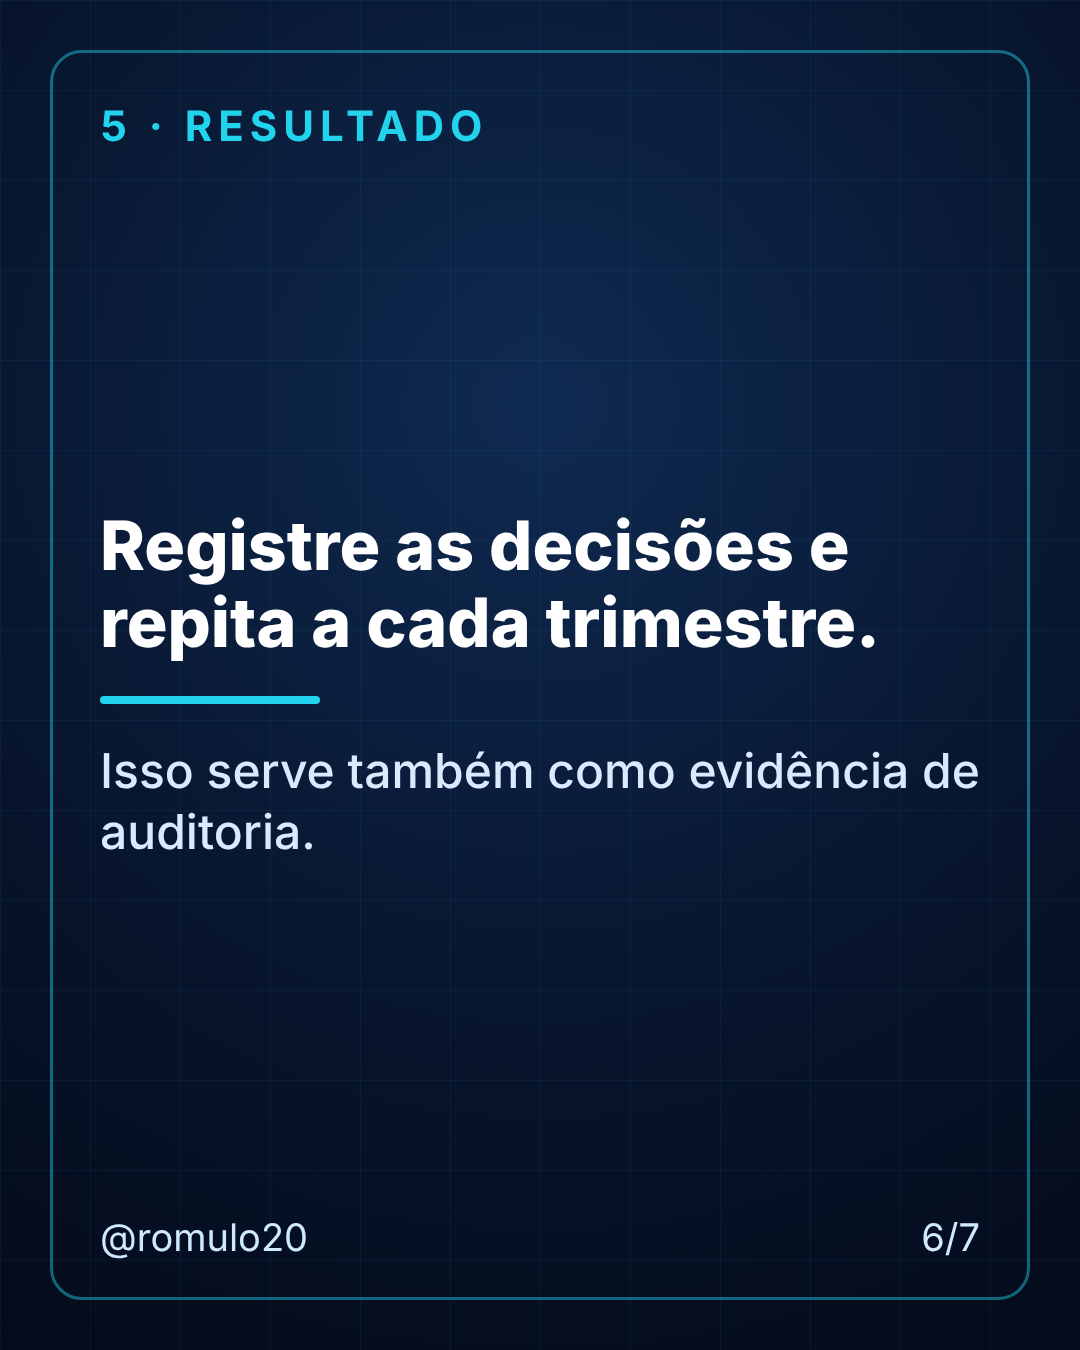 5 · RESULTADO
Registre as decisões e
repita a cada trimestre.
Isso serve também como evidência de
auditoria.
@romulo20
6/7